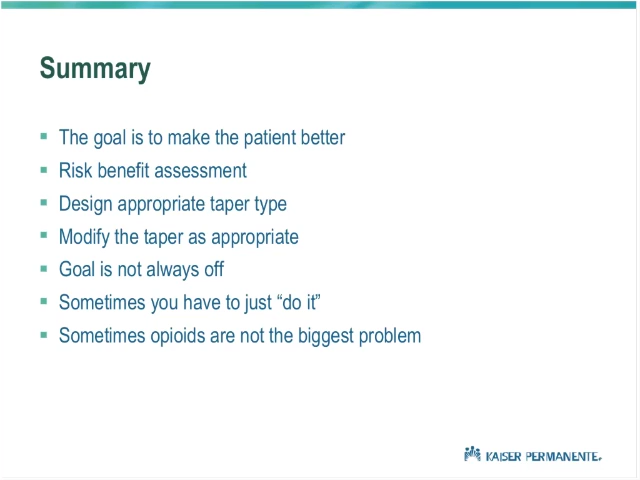 Summary
The goal is to make the patient better
Risk benefit assessment
Design appropriate taper type
Modify the taper as appropriate
Goal is not always off
Sometimes you have to just “do it”
Sometimes opioids are not the biggest problem
KAISER PERMANENTE.